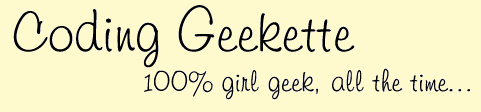 Coding Geekette
100% girl geek, all the time...